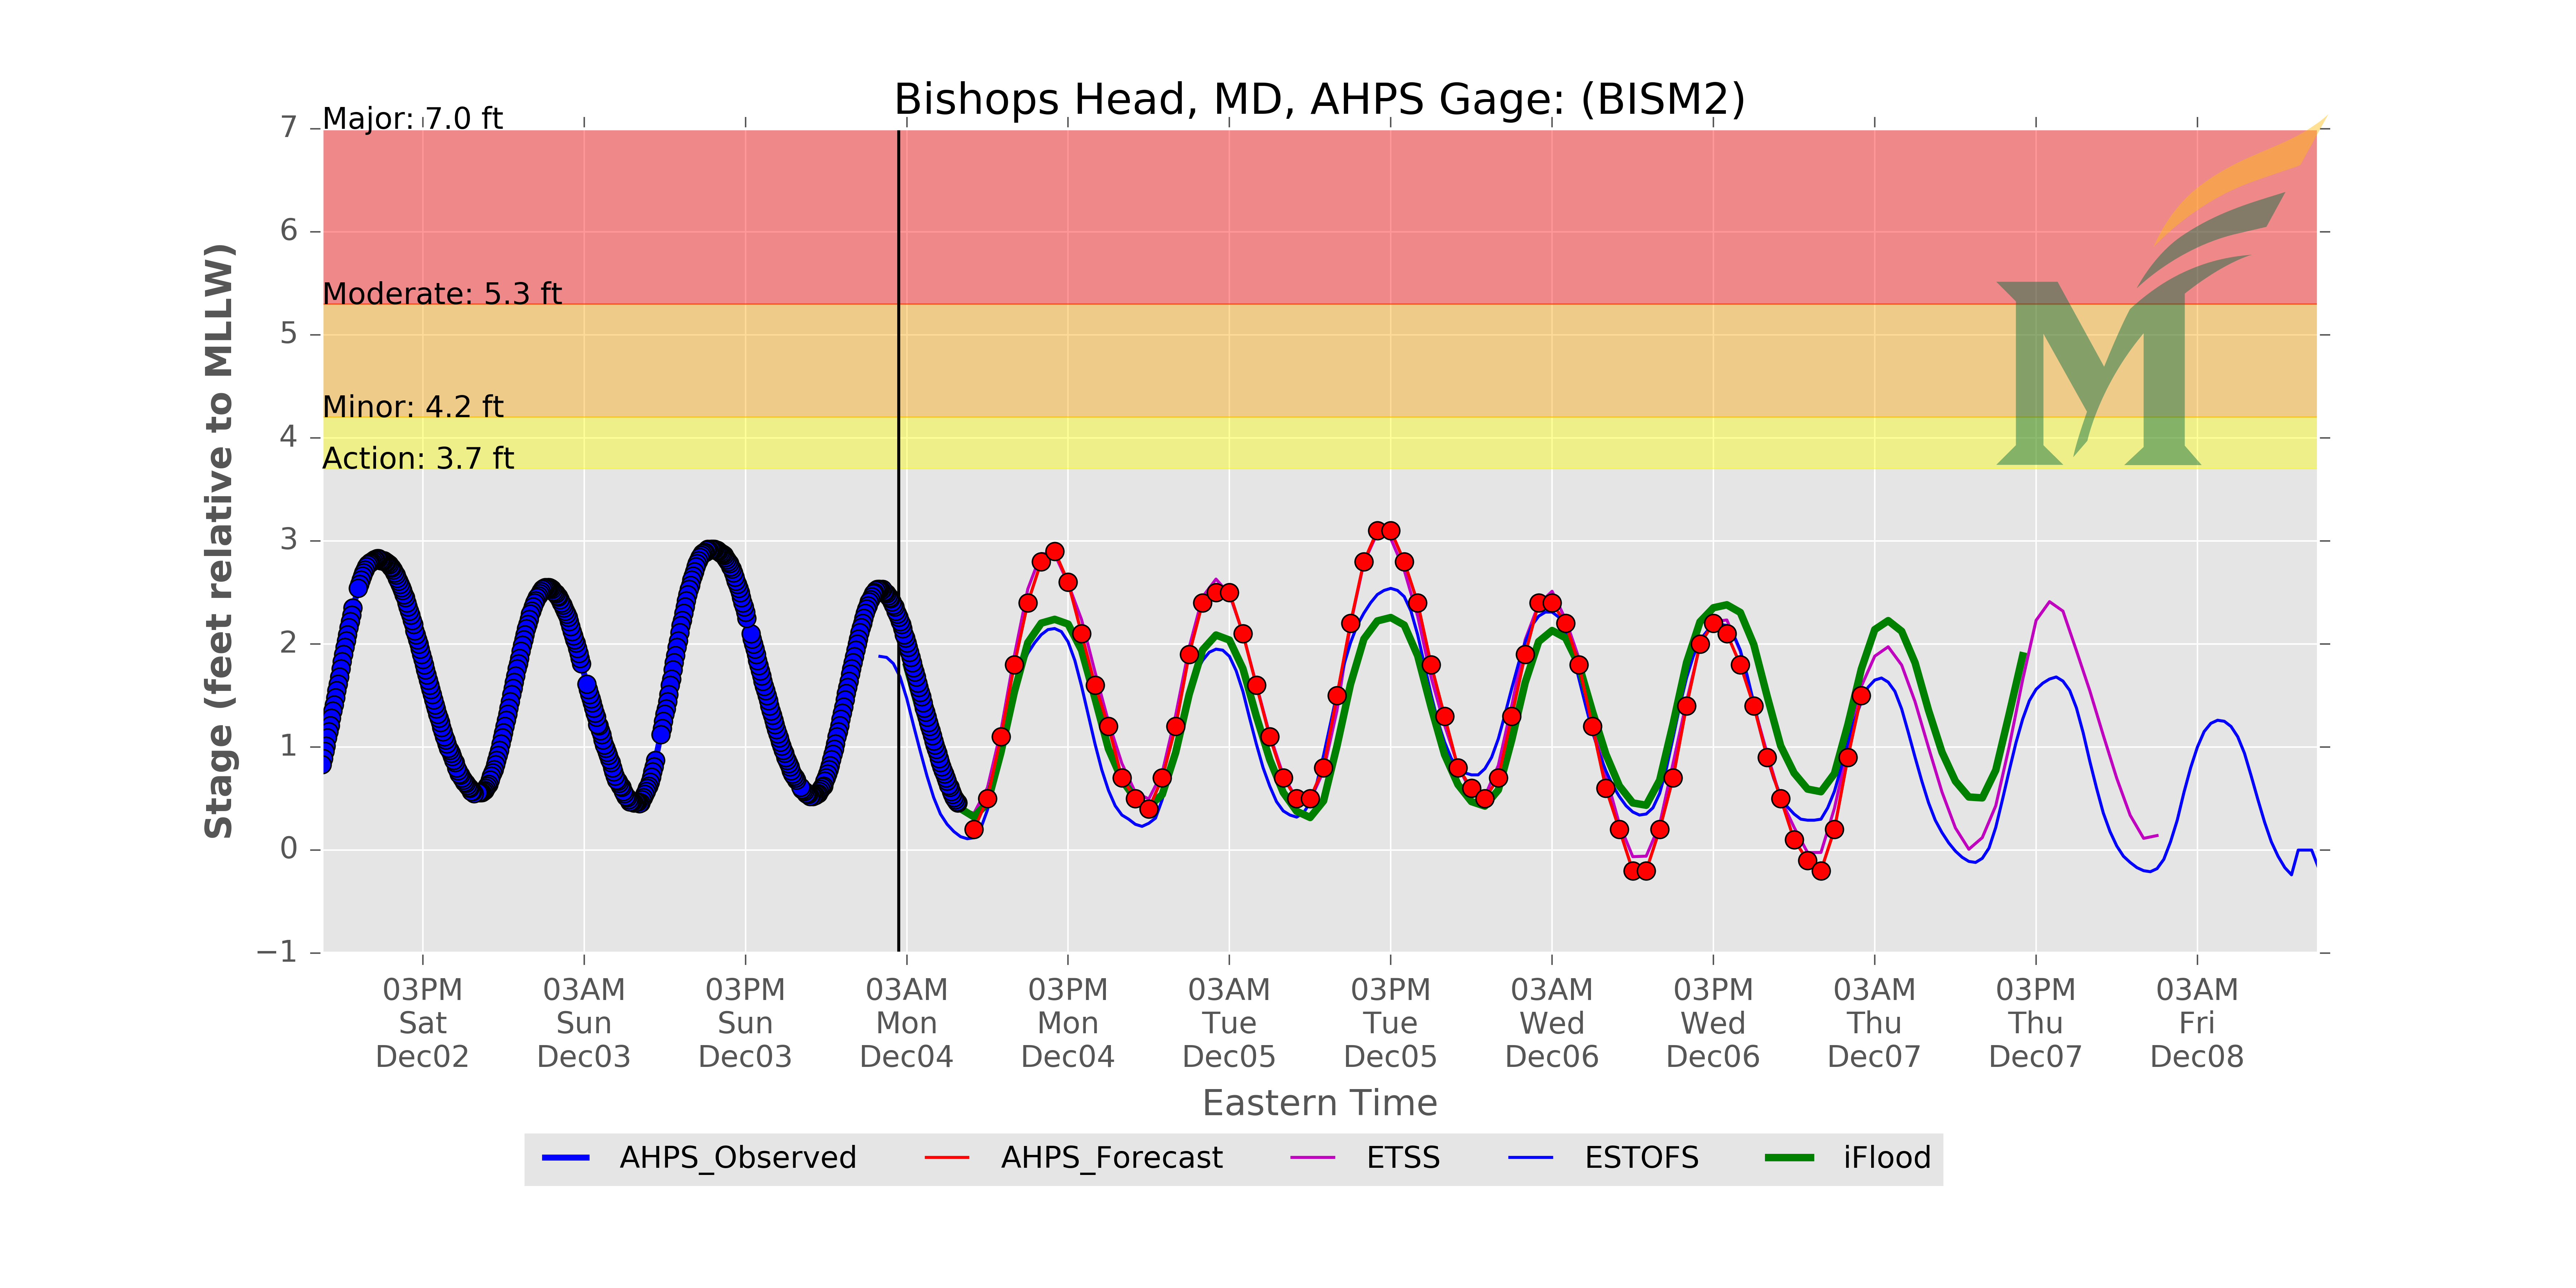 Bishops Head, MD, AHPS Gage: (BISM2)
Major: 7.0 ft
Moderate: 5.3 ft
Minor: 4.2 ft
Action: 3.7 ft
7
6
5
4
3
2
1
0
−1
Stage (feet relative to MLLW)
03PM 03AM 03PM 03AM 03PM 03AM 03PM 03AM 03PM 03AM 03PM 03AM
Sat Sun Sun Mon Mon Tue Tue Wed Wed Thu Thu Fri
Dec02 Dec03 Dec03 Dec04 Dec04 Dec05 Dec05 Dec06 Dec06 Dec07 Dec07 Dec08
Eastern Time
AHPS_Observed AHPS_Forecast ETSS ESTOFS iFlood